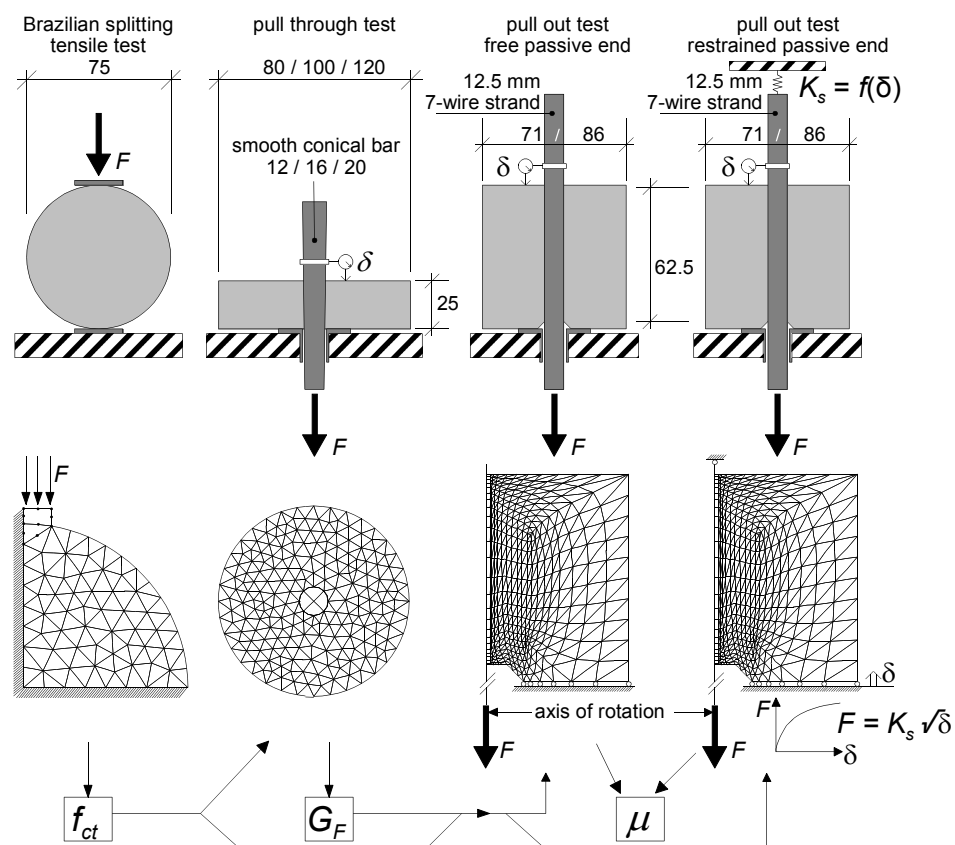 Brazilian splitting
tensile test
75
F
pull through test
80 / 100 / 120
smooth conical bar
12 / 16 / 20
δ
25
F
pull out test
free passive end
12.5 mm
7-wire strand
71 / 86
δ
62.5
F
pull out test
restrained passive end
Kₛ = f(δ)
12.5 mm
7-wire strand
71 / 86
δ
F
F
axis of rotation
F
F
δ
F
δ
F = Kₛ √δ
f_ct
G_F
μ